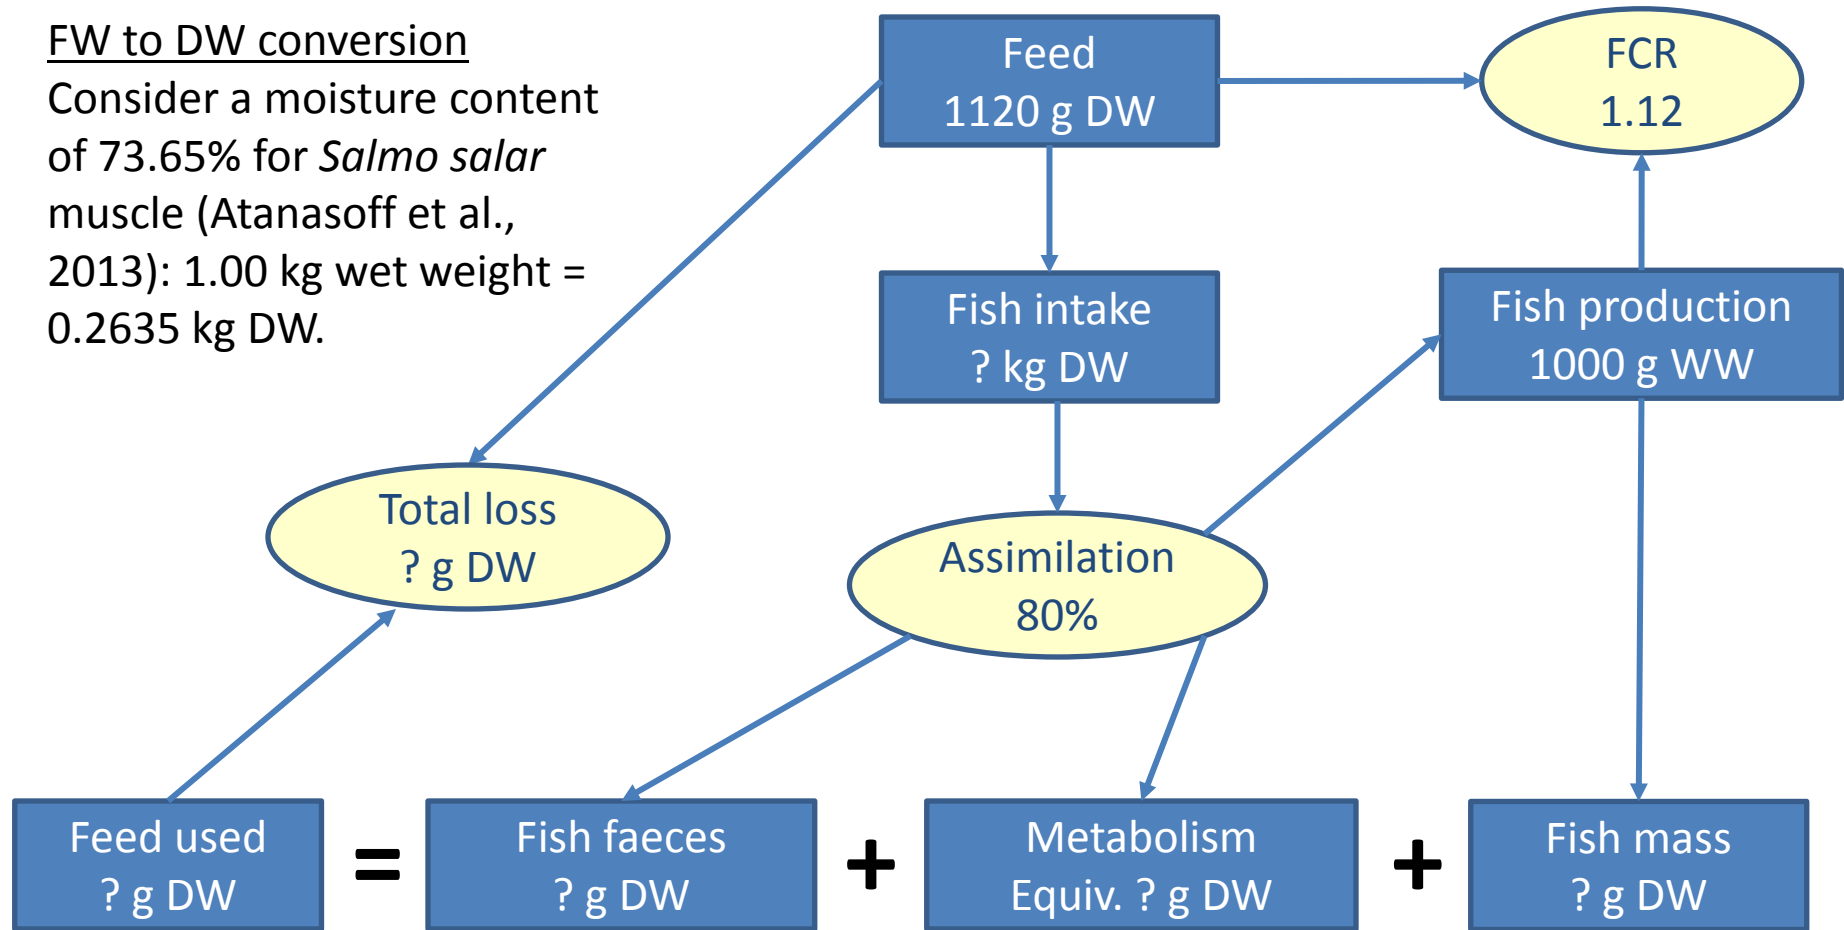 FW to DW conversion
Consider a moisture content
of 73.65% for Salmo salar
muscle (Atanasoff et al.,
2013): 1.00 kg wet weight =
0.2635 kg DW.
Feed
1120 g DW
FCR
1.12
Fish intake
? kg DW
Fish production
1000 g WW
Total loss
? g DW
Assimilation
80%
Feed used
? g DW
=
Fish faeces
? g DW
+
Metabolism
Equiv. ? g DW
+
Fish mass
? g DW